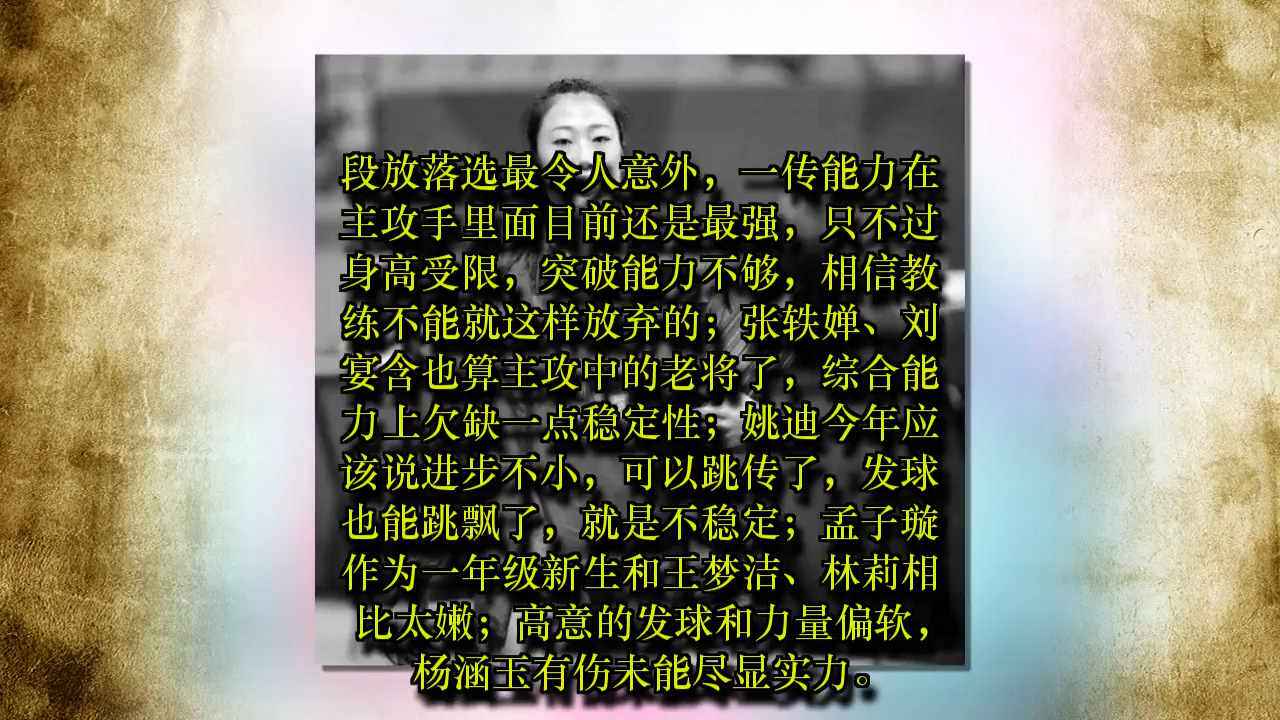 段放落选最令人意外，一传能力在
主攻手里面目前还是最强，只不过
身高受限，突破能力不够，相信教
练不能就这样放弃的；张轶婵、刘
宴含也算主攻中的老将了，综合能
力上欠缺一点稳定性；姚迪今年应
该说进步不小，可以跳传了，发球
也能跳飘了，就是不稳定；孟子璇
作为一年级新生和王梦洁、林莉相
比太嫩；高意的发球和力量偏软，
杨涵玉有伤未能尽显实力。